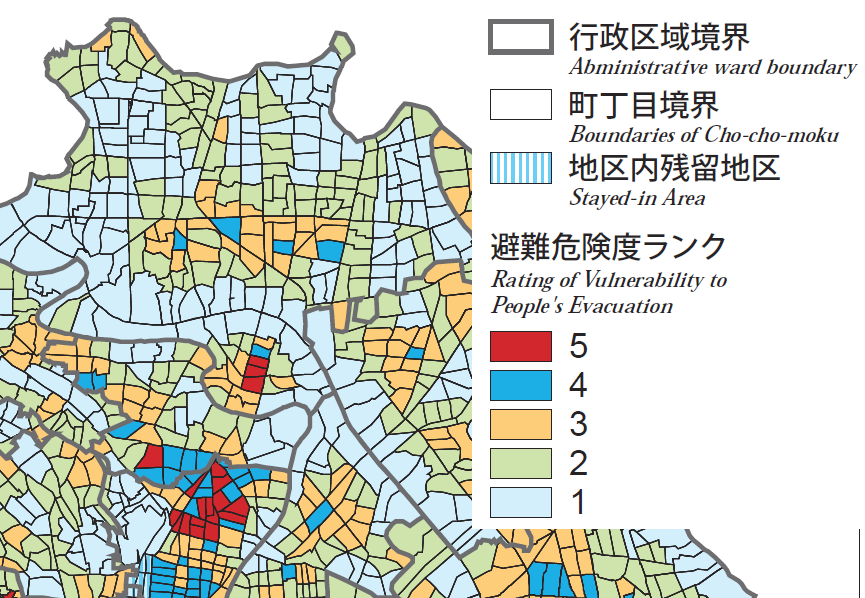 行政区域境界
Abministrative ward boundary
町丁目境界
Boundaries of Cho-cho-moku
地区内残留地区
Stayed-in Area
避難危険度ランク
Rating of Vulnerability to
People's Evacuation
5
4
3
2
1